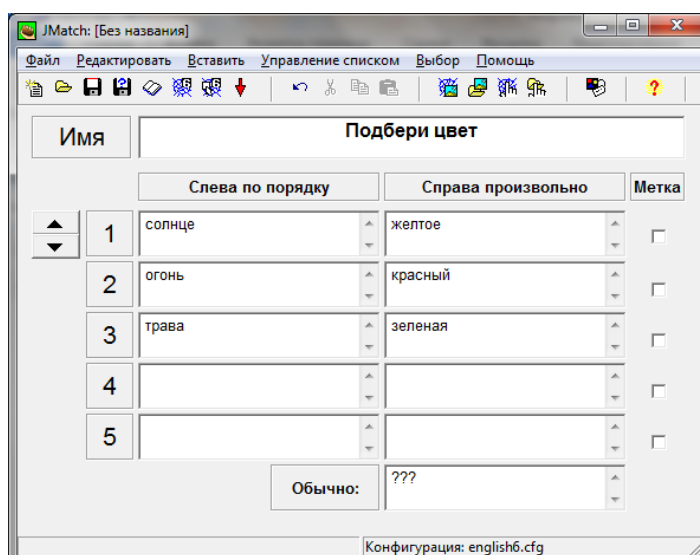 JMatch: [Без названия]
Файл Редактировать Вставить Управление списком Выбор Помощь
Имя Подбери цвет
Слева по порядку Справа произвольно Метка
1 солнце желтое
2 огонь красный
3 трава зеленая
4
5
Обычно: ???
Конфигурация: english6.cfg